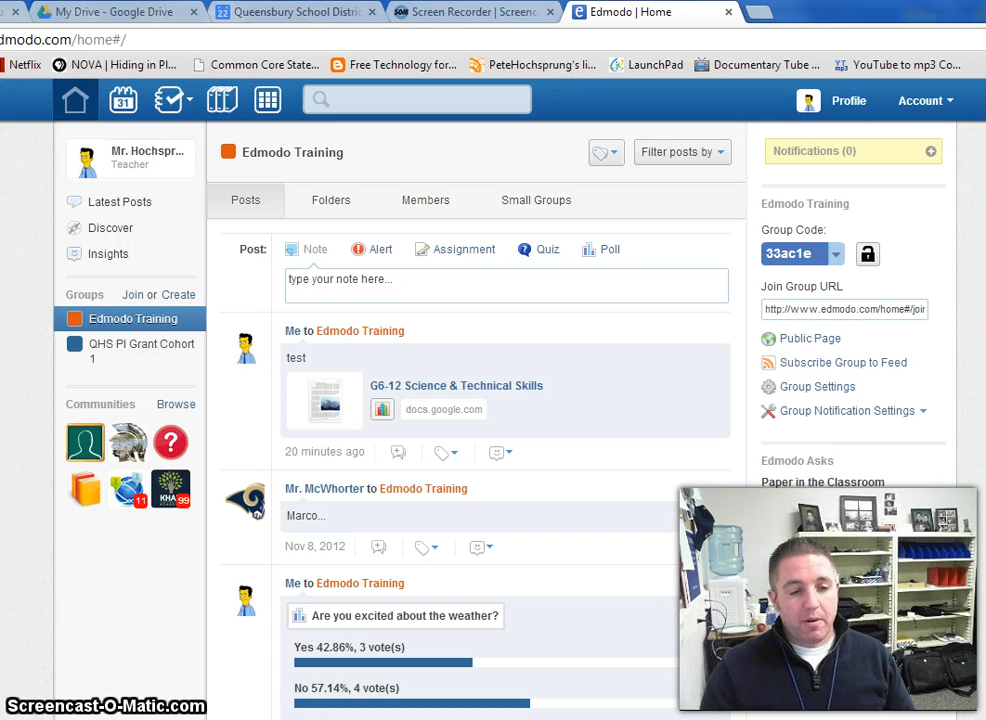 My Drive - Google Drive
Queensbury School Distric
Screen Recorder | Screenc
Edmodo | Home
dmodo.com/home#/
Netflix
NOVA | Hiding in Pl...
Common Core State...
Free Technology for...
PeteHochsprung's li...
LaunchPad
Documentary Tube ...
YouTube to mp3 Co...
31
Profile
Account
Mr. Hochspr...
Teacher
Latest Posts
Discover
Insights
Groups
Join or Create
Edmodo Training
QHS PI Grant Cohort
1
Communities
Browse
11
KHA
99
Edmodo Training
Filter posts by
Posts
Folders
Members
Small Groups
Post:
Note
Alert
Assignment
Quiz
Poll
type your note here...
Me to Edmodo Training
test
G6-12 Science & Technical Skills
docs.google.com
20 minutes ago
Mr. McWhorter to Edmodo Training
Marco...
Nov 8, 2012
Me to Edmodo Training
Are you excited about the weather?
Yes 42.86%, 3 vote(s)
No 57.14%, 4 vote(s)
Notifications (0)
Edmodo Training
Group Code:
33ac1e
Join Group URL
http://www.edmodo.com/home#/joir
Public Page
Subscribe Group to Feed
Group Settings
Group Notification Settings
Edmodo Asks
Paper in the Classroom
Screencast-O-Matic.com